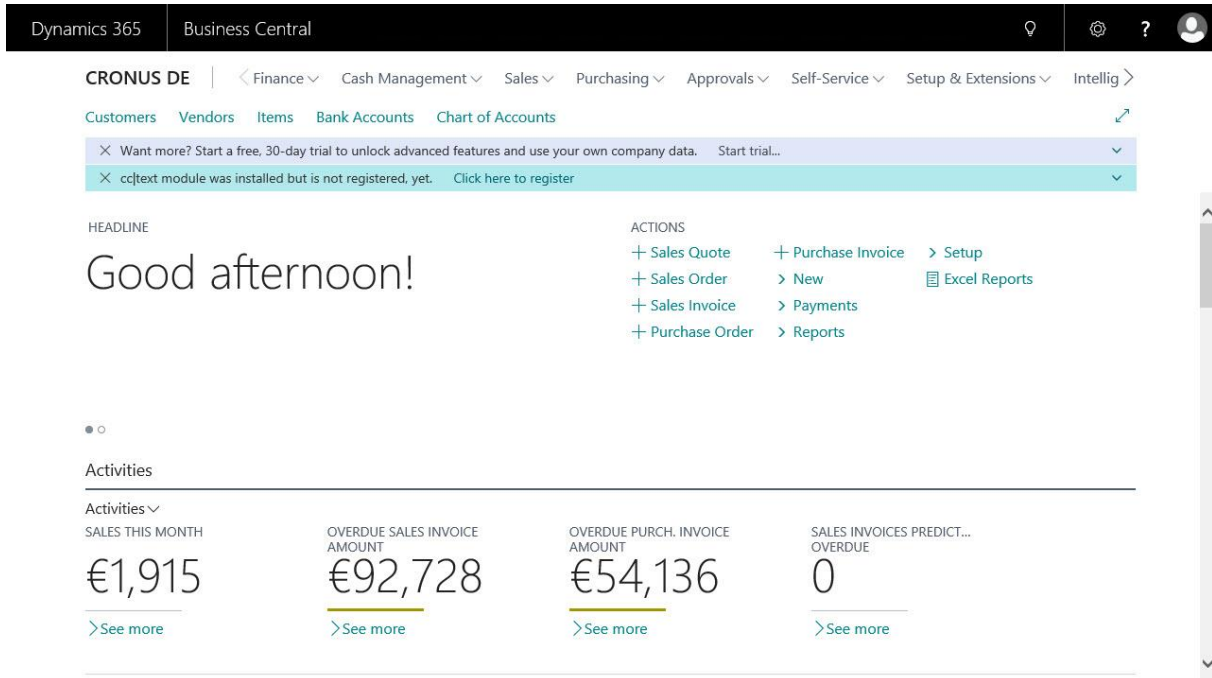 Dynamics 365 Business Central ?
CRONUS DE Finance Cash Management Sales Purchasing Approvals Self-Service Setup & Extensions Intellig
Customers Vendors Items Bank Accounts Chart of Accounts
Want more? Start a free, 30-day trial to unlock advanced features and use your own company data. Start trial...
cc|text module was installed but is not registered, yet. Click here to register
HEADLINE
Good afternoon!
ACTIONS
+ Sales Quote + Purchase Invoice > Setup
+ Sales Order > New Excel Reports
+ Sales Invoice > Payments
+ Purchase Order > Reports
Activities
Activities
SALES THIS MONTH
€1,915
>See more
OVERDUE SALES INVOICE
AMOUNT
€92,728
>See more
OVERDUE PURCH. INVOICE
AMOUNT
€54,136
>See more
SALES INVOICES PREDICT...
OVERDUE
0
>See more